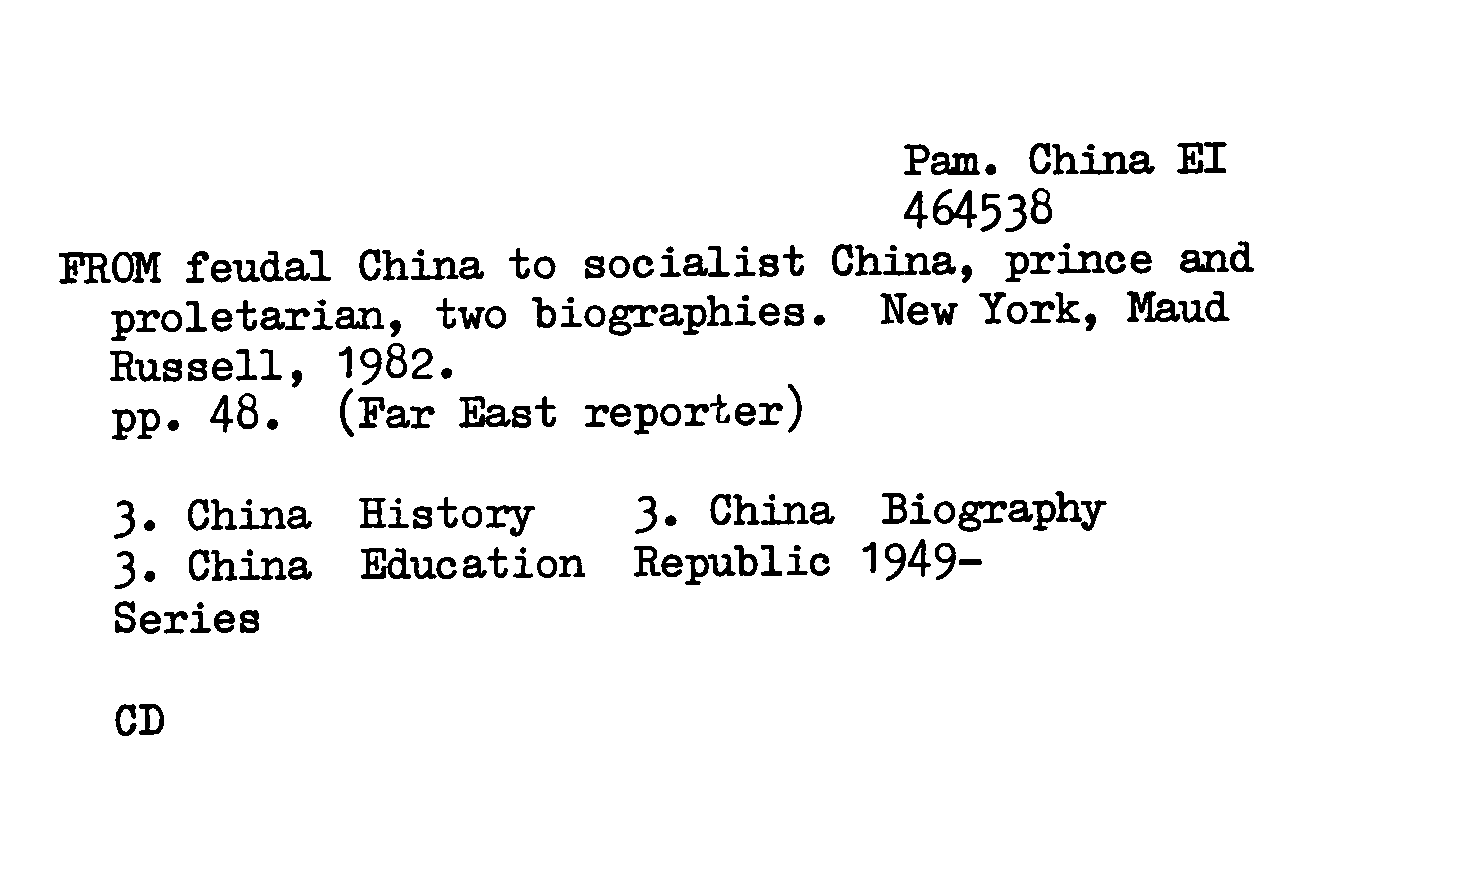 Pam. China EI
464538
FROM feudal China to socialist China, prince and
proletarian, two biographies. New York, Maud
Russell, 1982.
pp. 48. (Far East reporter)
3. China History 3. China Biography
3. China Education Republic 1949-
Series
CD